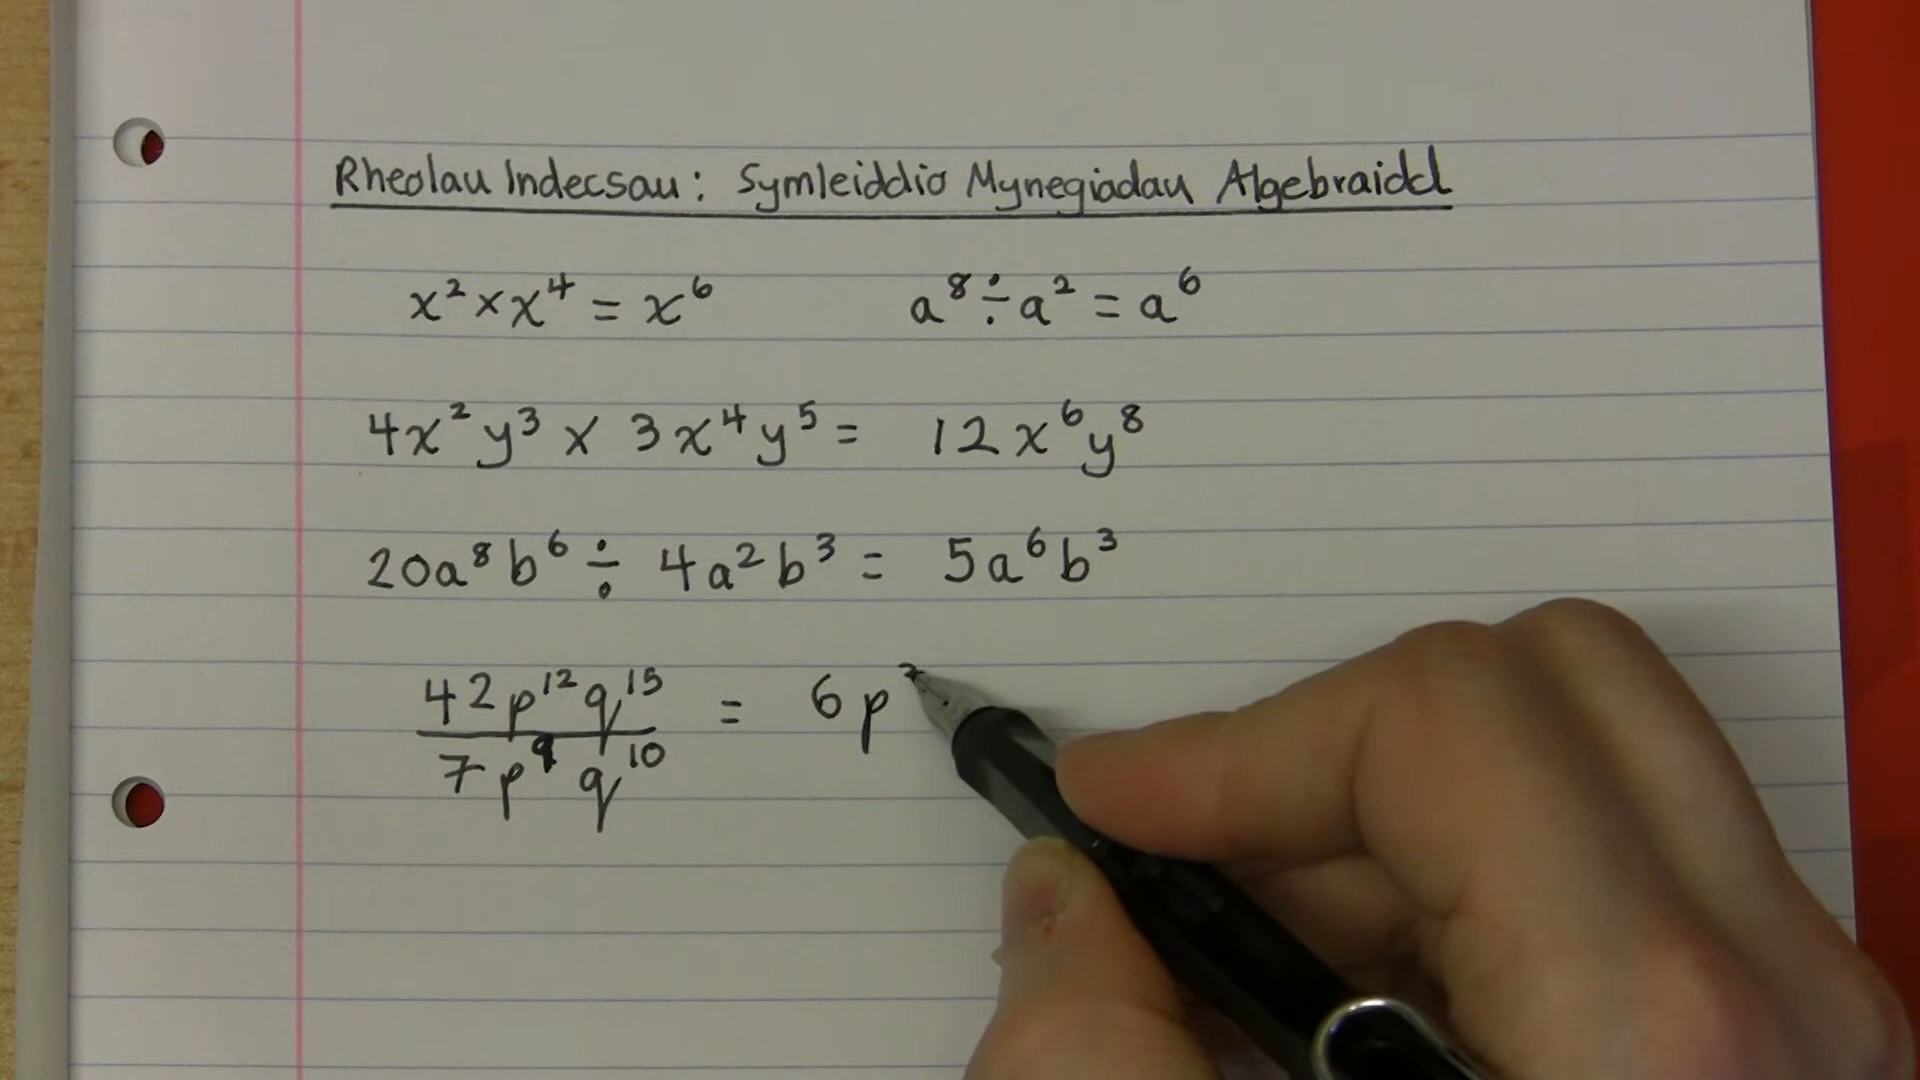 Rheolau Indecsau: Symleiddio Mynegiadau Algebraidd
x² × x⁴ = x⁶    a⁸ ÷ a² = a⁶
4x²y³ × 3x⁴y⁵ = 12x⁶y⁸
20a⁸b⁶ ÷ 4a²b³ = 5a⁶b³
42p¹²q¹⁵ = 6p
7p⁹q¹⁰